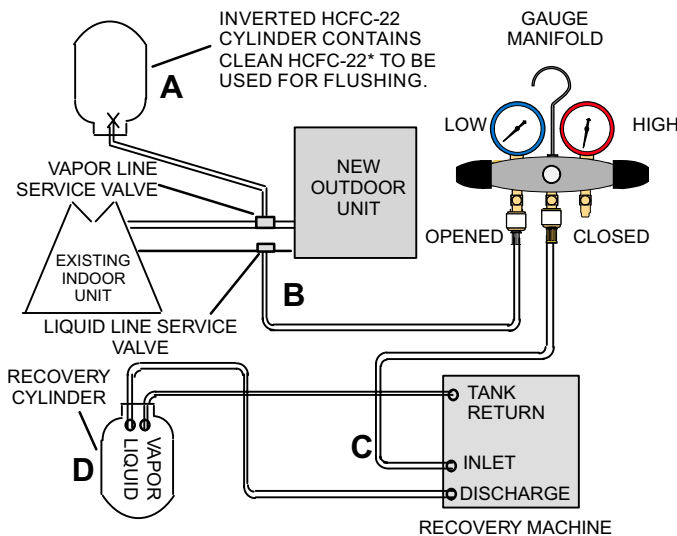 INVERTED HCFC-22
CYLINDER CONTAINS
CLEAN HCFC-22* TO BE
USED FOR FLUSHING.
A
GAUGE
MANIFOLD
LOW
HIGH
VAPOR LINE
SERVICE VALVE
NEW
OUTDOOR
UNIT
EXISTING
INDOOR
UNIT
OPENED
CLOSED
B
LIQUID LINE SERVICE
VALVE
RECOVERY
CYLINDER
TANK
RETURN
C
D
LIQUID
VAPOR
INLET
DISCHARGE
RECOVERY MACHINE